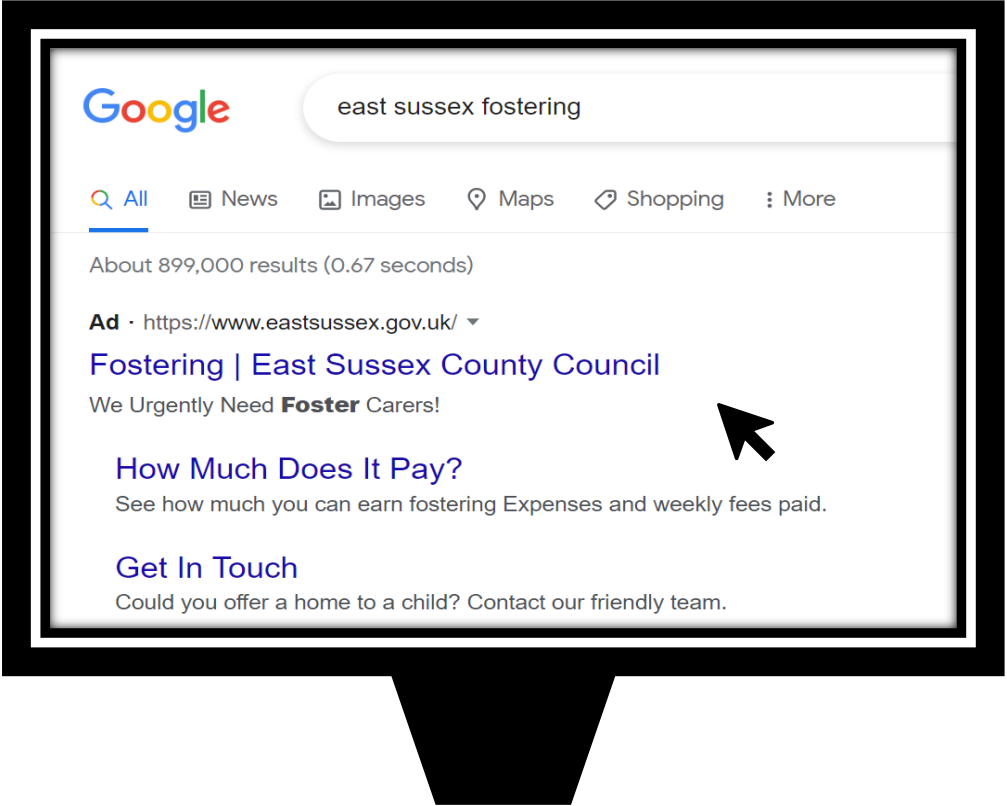 Google
east sussex fostering
All News Images Maps Shopping More
About 899,000 results (0.67 seconds)
Ad · https://www.eastsussex.gov.uk/
Fostering | East Sussex County Council
We Urgently Need Foster Carers!
How Much Does It Pay?
See how much you can earn fostering Expenses and weekly fees paid.
Get In Touch
Could you offer a home to a child? Contact our friendly team.